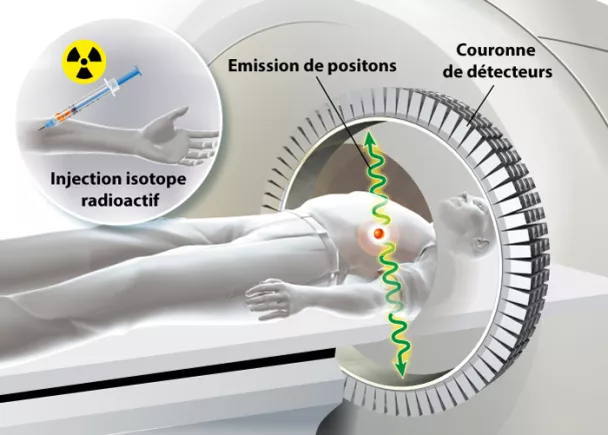 Emission de positons
Couronne
de détecteurs
Injection isotope
radioactif